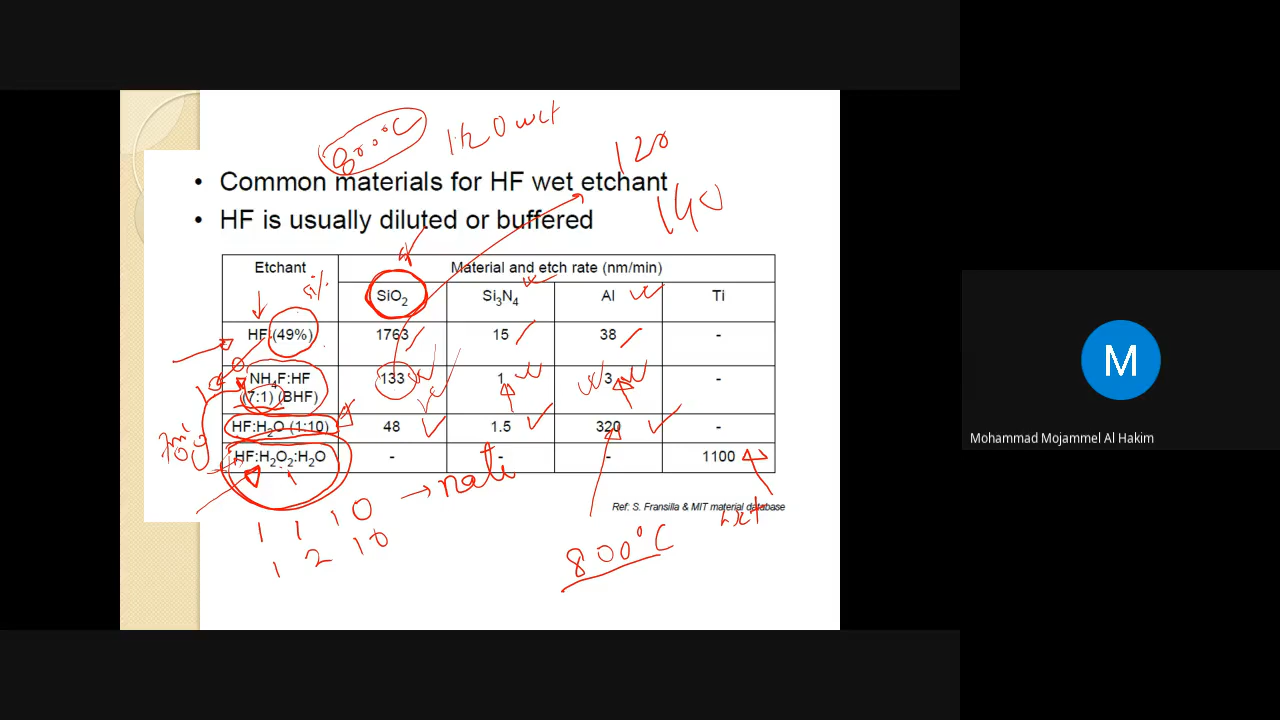 800°C
H2O wet
120
140
• Common materials for HF wet etchant
• HF is usually diluted or buffered
Etchant Material and etch rate (nm/min)
SiO2 Si3N4 Al Ti
HF (49%) 1763 15 38 -
NH4F:HF (7:1) (BHF) 133 1 3 -
HF:H2O (1:10) 48 1.5 320 -
HF:H2O2:H2O - - - 1100
1
→ rate
Ref: S. Fransilla & MIT material database
1 1 10
1 2 10
wet
800°C
M
Mohammad Mojammel Al Hakim